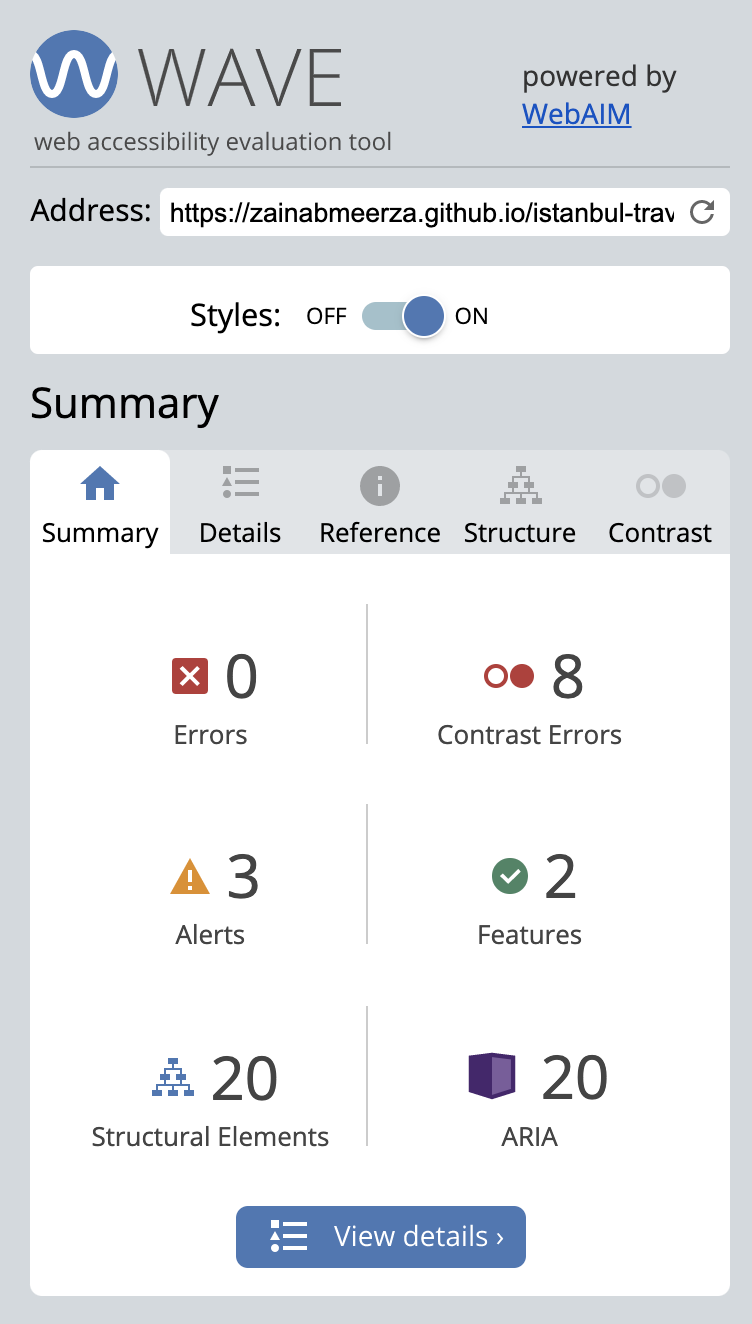 WAVE
powered by
WebAIM
web accessibility evaluation tool
Address: https://zainabmeerza.github.io/istanbul-trav
Styles: OFF ON
Summary
Summary Details Reference Structure Contrast
0 8
Errors Contrast Errors
3 2
Alerts Features
20 20
Structural Elements ARIA
View details ›